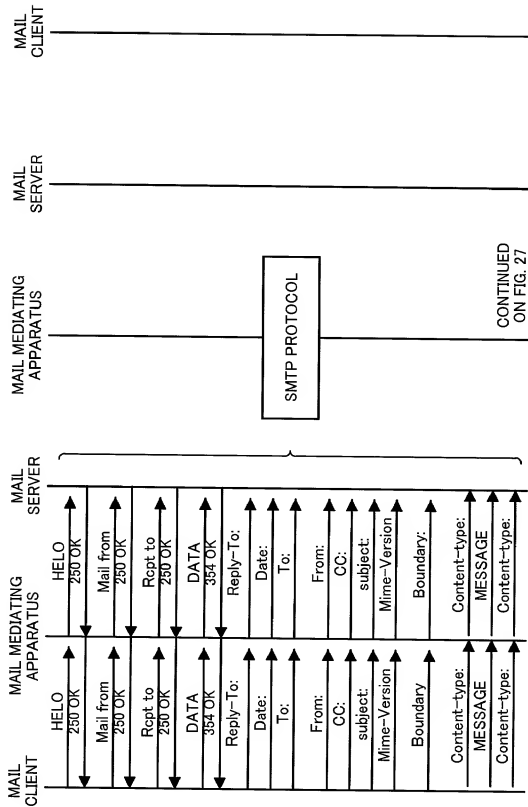 MAIL
CLIENT
MAIL MEDIATING
APPARATUS
MAIL
SERVER
MAIL MEDIATING
APPARATUS
MAIL
SERVER
MAIL
CLIENT
HELO
250 OK
Mail from
250 OK
Rcpt to
250 OK
DATA
354 OK
Reply-To:
Date:
To:
From:
CC:
subject:
Mime-Version
Boundary
Content-type:
MESSAGE
Content-type:
HELO
250 OK
Mail from
250 OK
Rcpt to
250 OK
DATA
354 OK
Reply-To:
Date:
To:
From:
CC:
subject:
Mime-Version
Boundary:
Content-type:
MESSAGE
Content-type:
SMTP PROTOCOL
CONTINUED
ON FIG. 27